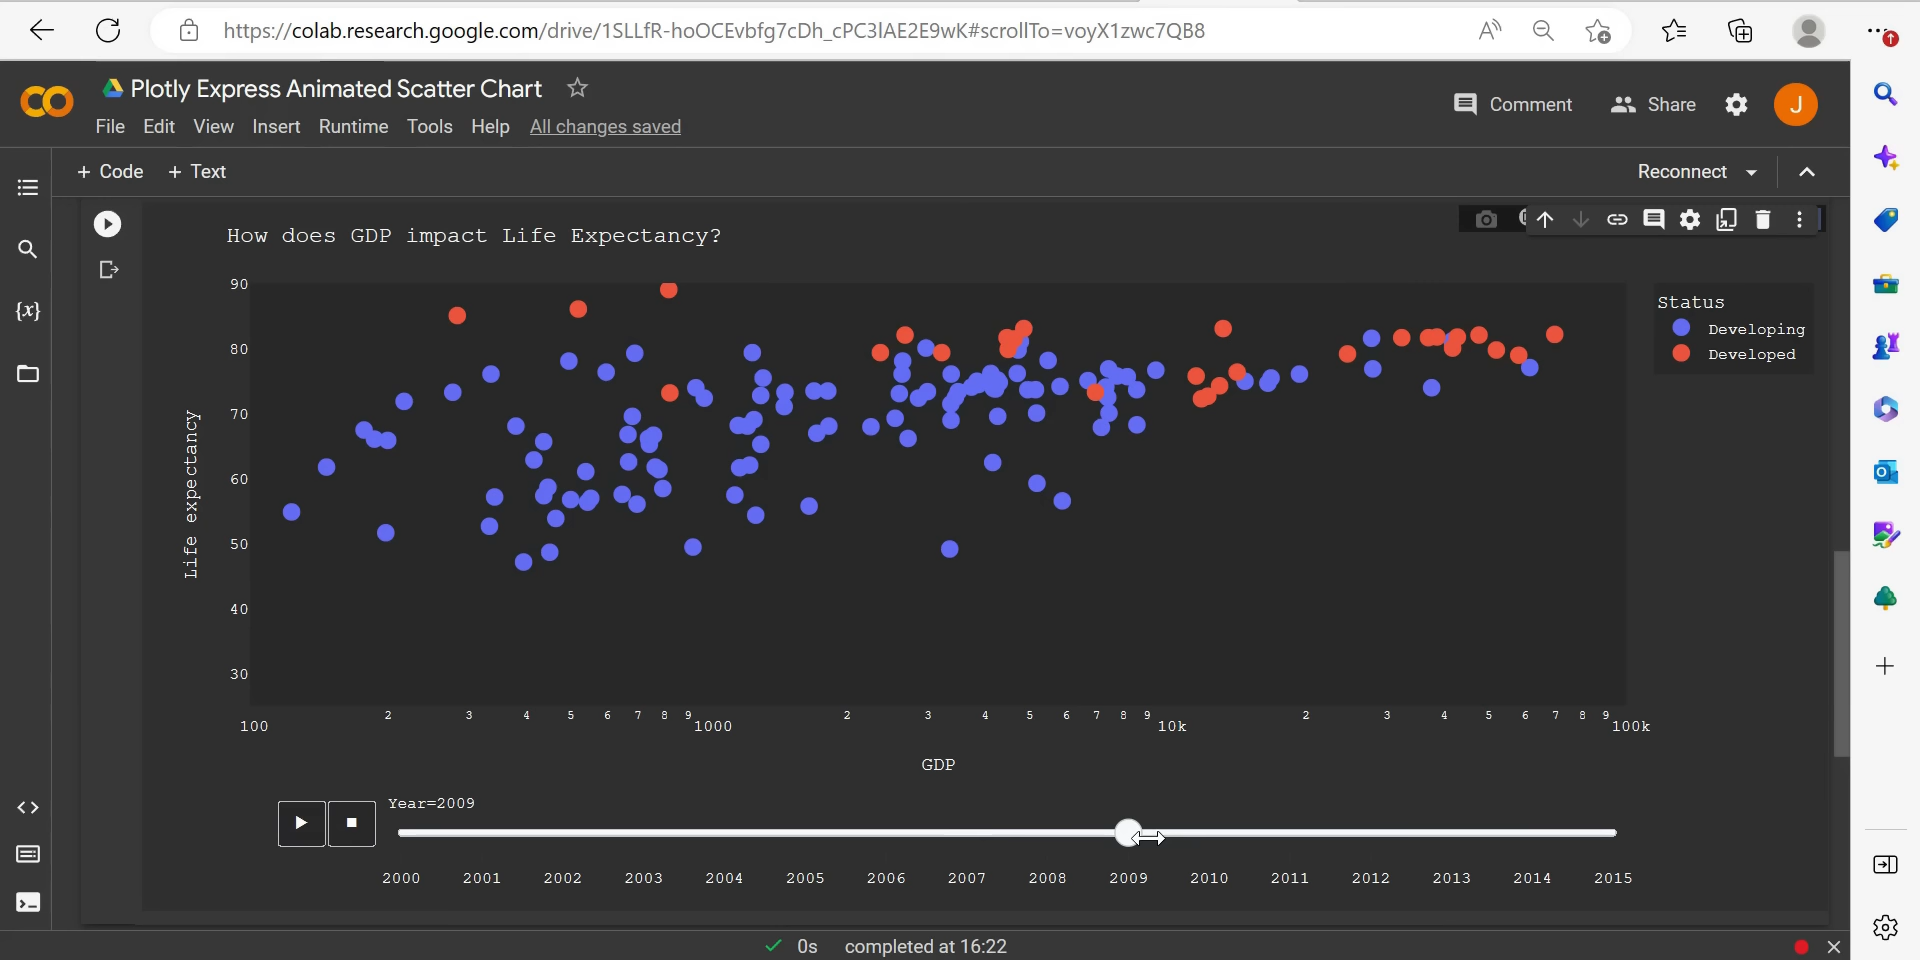 https://colab.research.google.com/drive/1SLLfR-hoOCEvbfg7cDh_cPC3lAE2E9wK#scrollTo=voyX1zwc7QB8
Plotly Express Animated Scatter Chart
Comment Share J
File Edit View Insert Runtime Tools Help All changes saved
+ Code + Text Reconnect
{x}
How does GDP impact Life Expectancy?
Status
Developing
Developed
Life expectancy
90
80
70
60
50
40
30
2 3 4 5 6 7 8 9 2 3 4 5 6 7 8 9 2 3 4 5 6 7 8 9
100 1000 10k 100k
GDP
Year=2009
2000 2001 2002 2003 2004 2005 2006 2007 2008 2009 2010 2011 2012 2013 2014 2015
0s completed at 16:22